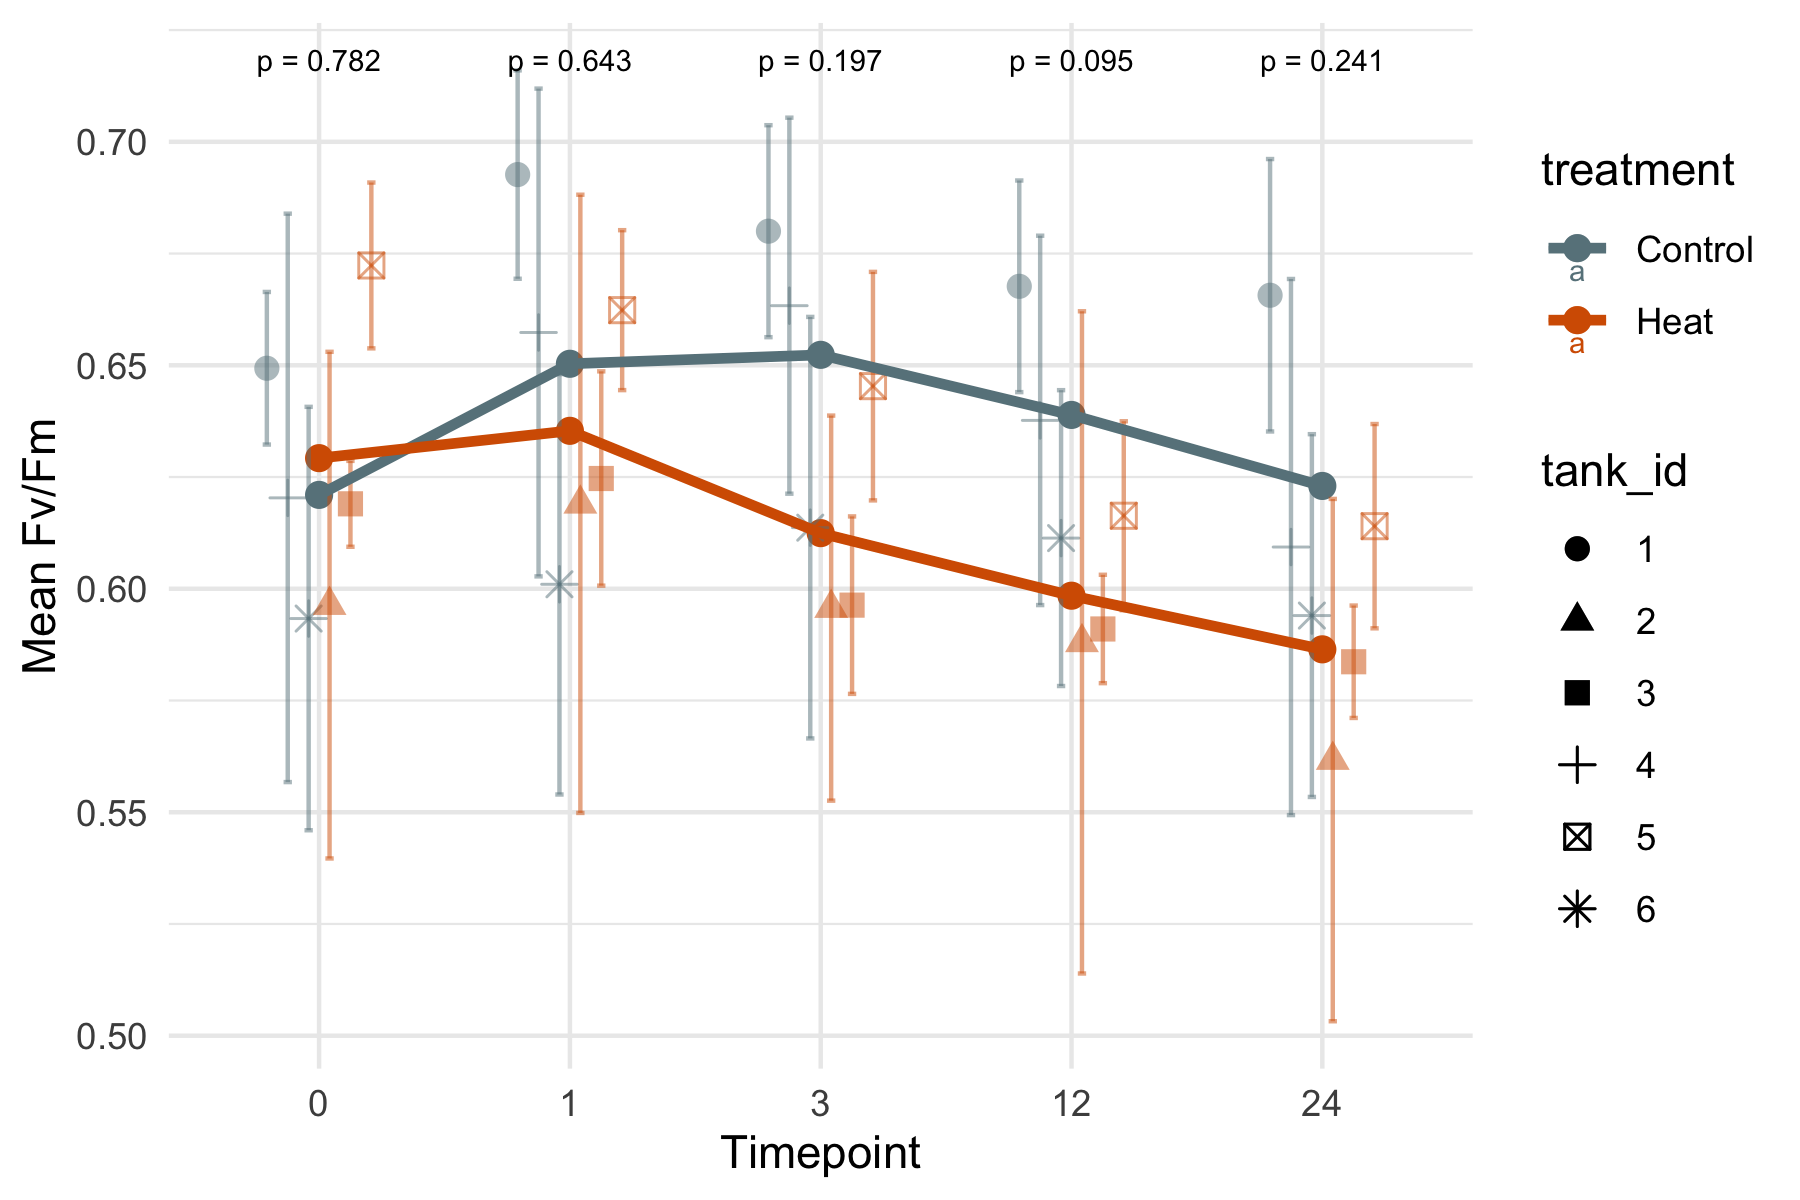 p = 0.782
p = 0.643
p = 0.197
p = 0.095
p = 0.241
0.70
0.65
0.60
0.55
0.50
Mean Fv/Fm
0
1
3
12
24
Timepoint
treatment
a
Control
a
Heat
tank_id
1
2
3
4
5
6